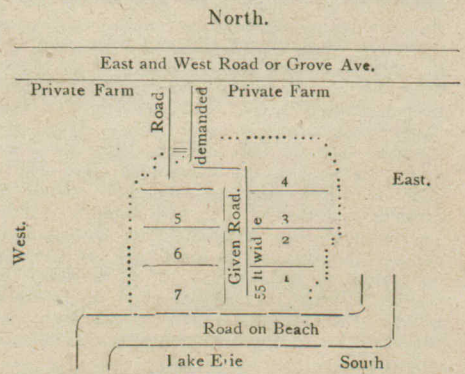 North.
East and West Road or Grove Ave.
Private Farm
Private Farm
Road
demanded
4
East.
West.
5
3
2
6
1
7
Given Road.
55 ft wide
Road on Beach
Lake Erie
South